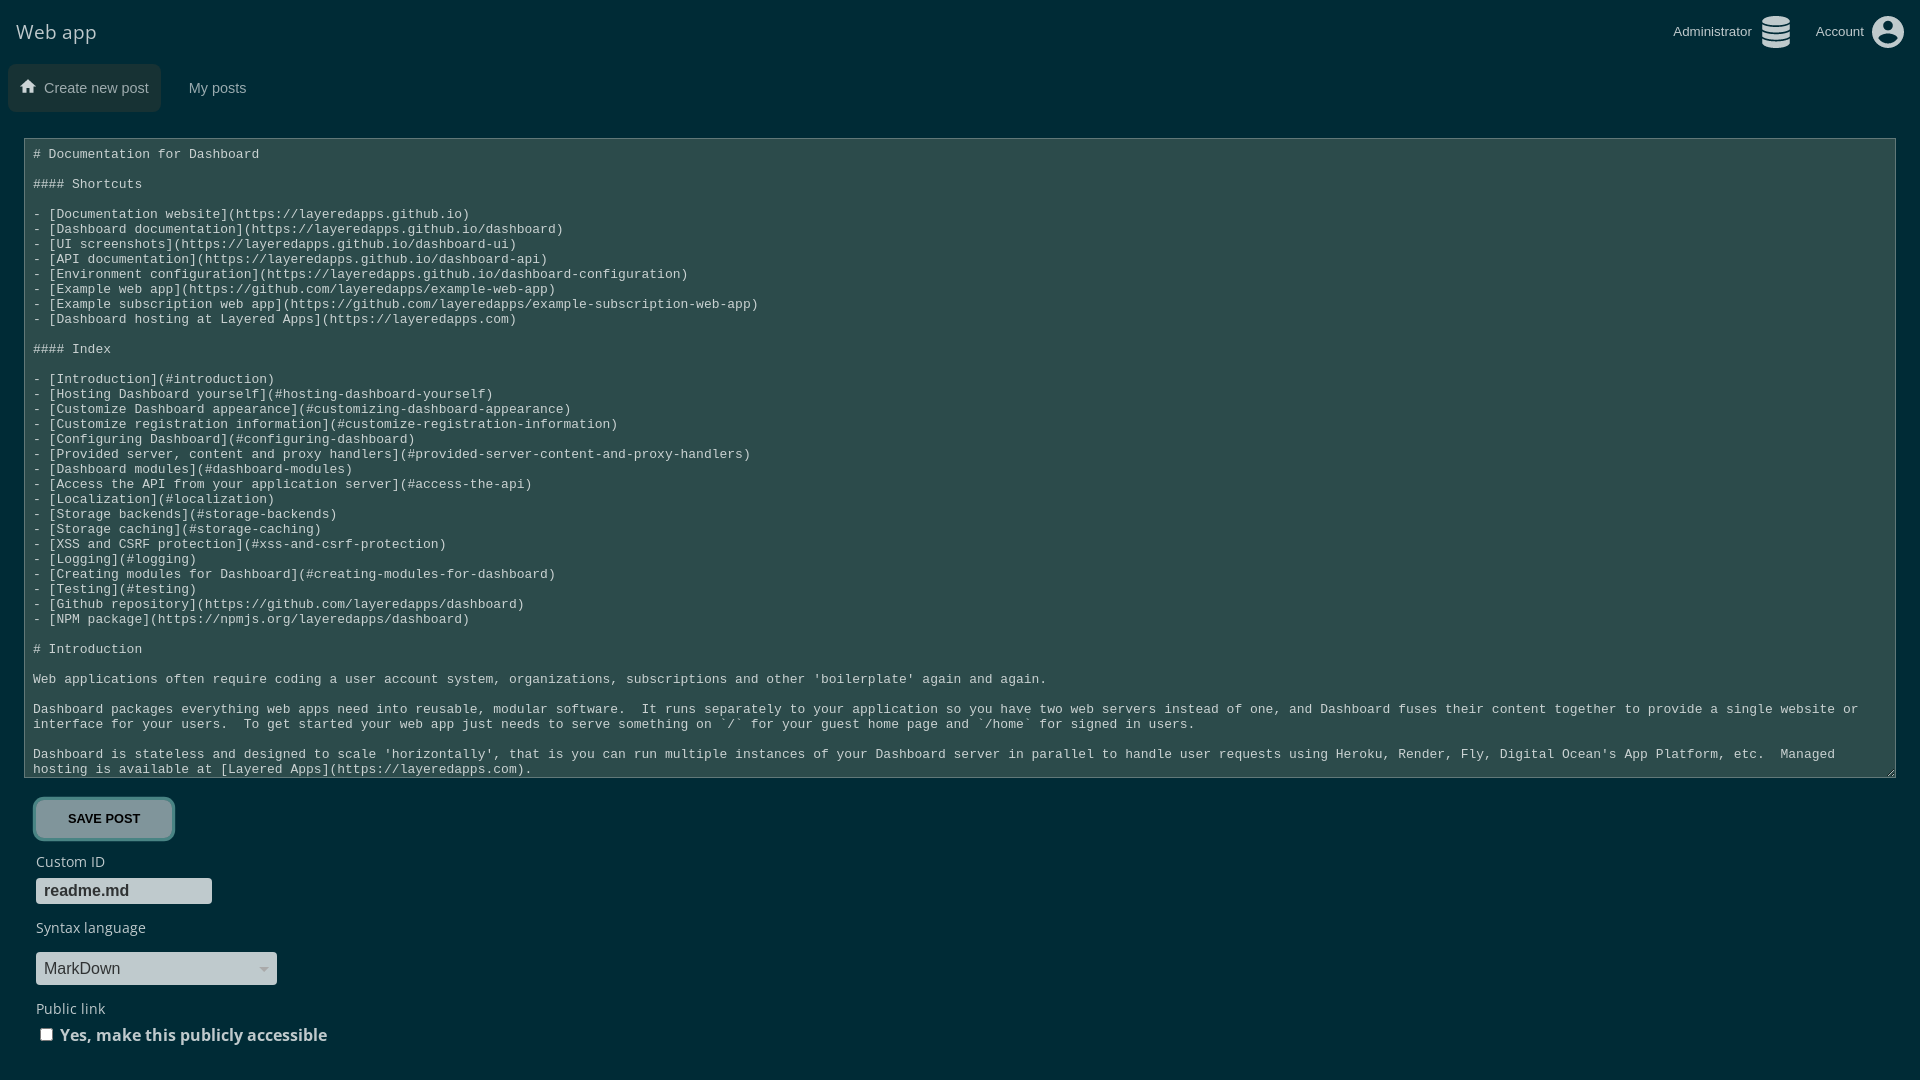 Web app
Administrator
Account
Create new post
My posts
# Documentation for Dashboard
#### Shortcuts
- [Documentation website](https://layeredapps.github.io)
- [Dashboard documentation](https://layeredapps.github.io/dashboard)
- [UI screenshots](https://layeredapps.github.io/dashboard-ui)
- [API documentation](https://layeredapps.github.io/dashboard-api)
- [Environment configuration](https://layeredapps.github.io/dashboard-configuration)
- [Example web app](https://github.com/layeredapps/example-web-app)
- [Example subscription web app](https://github.com/layeredapps/example-subscription-web-app)
- [Dashboard hosting at Layered Apps](https://layeredapps.com)
#### Index
- [Introduction](#introduction)
- [Hosting Dashboard yourself](#hosting-dashboard-yourself)
- [Customize Dashboard appearance](#customizing-dashboard-appearance)
- [Customize registration information](#customize-registration-information)
- [Configuring Dashboard](#configuring-dashboard)
- [Provided server, content and proxy handlers](#provided-server-content-and-proxy-handlers)
- [Dashboard modules](#dashboard-modules)
- [Access the API from your application server](#access-the-api)
- [Localization](#localization)
- [Storage backends](#storage-backends)
- [Storage caching](#storage-caching)
- [XSS and CSRF protection](#xss-and-csrf-protection)
- [Logging](#logging)
- [Creating modules for Dashboard](#creating-modules-for-dashboard)
- [Testing](#testing)
- [Github repository](https://github.com/layeredapps/dashboard)
- [NPM package](https://npmjs.org/layeredapps/dashboard)
# Introduction
Web applications often require coding a user account system, organizations, subscriptions and other 'boilerplate' again and again.
Dashboard packages everything web apps need into reusable, modular software.  It runs separately to your application so you have two web servers instead of one, and Dashboard fuses their content together to provide a single website or
interface for your users.  To get started your web app just needs to serve something on `/` for your guest home page and `/home` for signed in users.
Dashboard is stateless and designed to scale 'horizontally', that is you can run multiple instances of your Dashboard server in parallel to handle user requests using Heroku, Render, Fly, Digital Ocean's App Platform, etc.  Managed
hosting is available at [Layered Apps](https://layeredapps.com).
SAVE POST
Custom ID
readme.md
Syntax language
MarkDown
Public link
Yes, make this publicly accessible